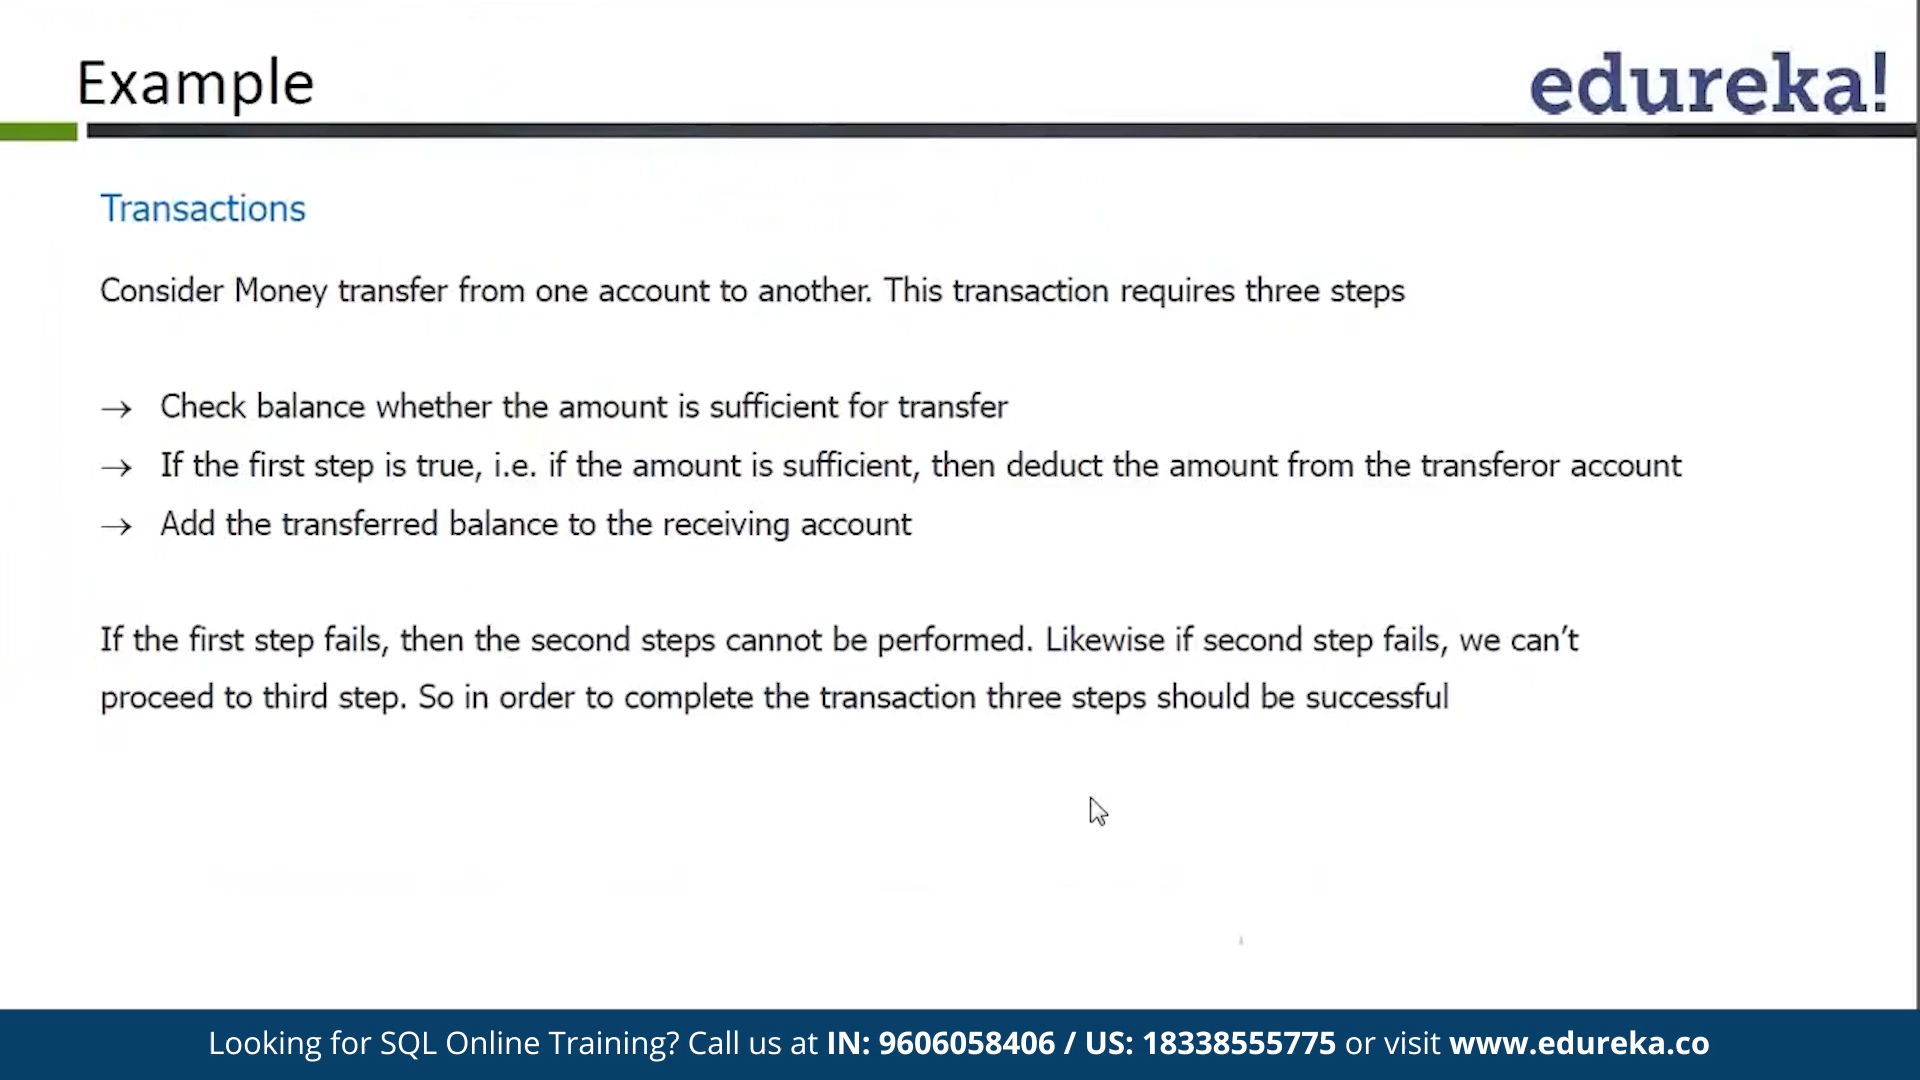 Example
edureka!
Transactions
Consider Money transfer from one account to another. This transaction requires three steps
→ Check balance whether the amount is sufficient for transfer
→ If the first step is true, i.e. if the amount is sufficient, then deduct the amount from the transferor account
→ Add the transferred balance to the receiving account
If the first step fails, then the second steps cannot be performed. Likewise if second step fails, we can’t
proceed to third step. So in order to complete the transaction three steps should be successful
Looking for SQL Online Training? Call us at IN: 9606058406 / US: 18338555775 or visit www.edureka.co